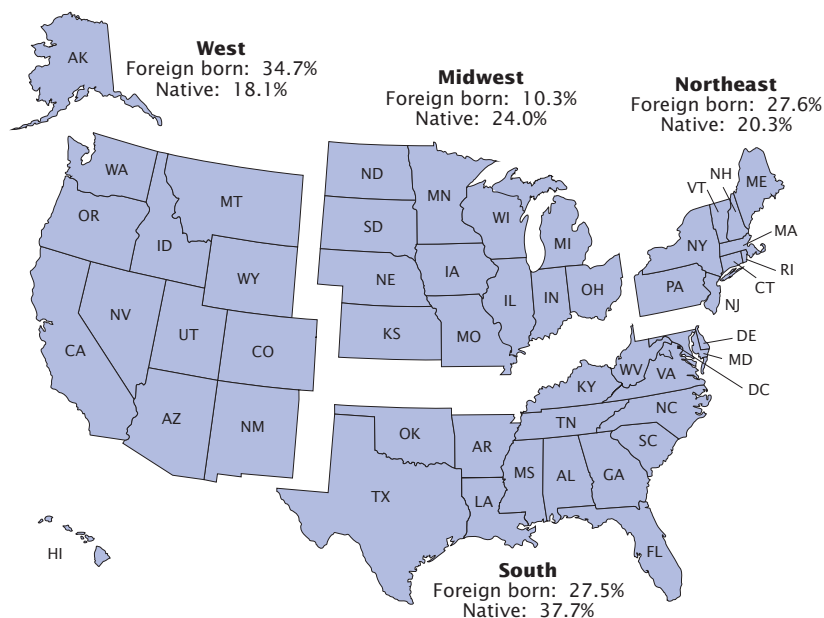 West
Foreign born: 34.7%
Native: 18.1%
Midwest
Foreign born: 10.3%
Native: 24.0%
Northeast
Foreign born: 27.6%
Native: 20.3%
AK
WA
OR
ID
MT
WY
NV
UT
CO
CA
AZ
NM
HI
ND
SD
NE
KS
MN
IA
MO
WI
IL
MI
IN
OH
VT
NH
ME
MA
NY
RI
CT
PA
NJ
DE
MD
DC
WV
VA
KY
NC
TN
SC
OK
AR
TX
LA
MS
AL
GA
FL
South
Foreign born: 27.5%
Native: 37.7%